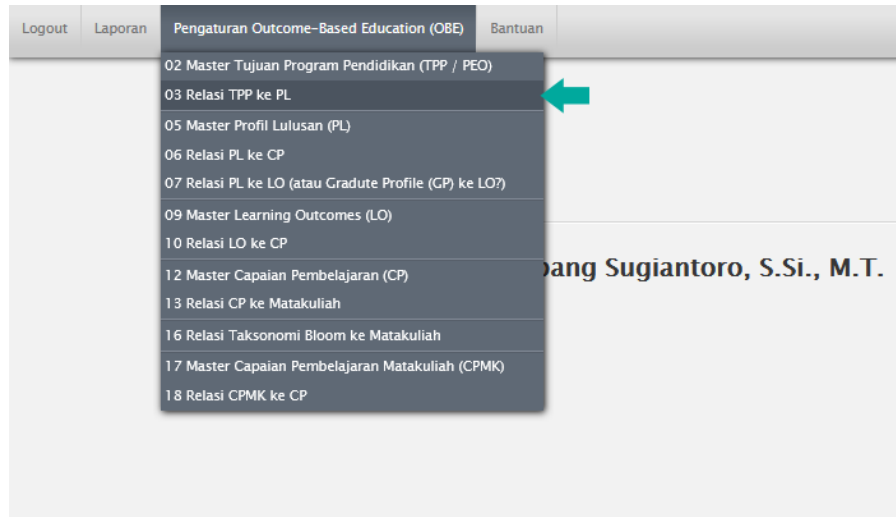 Logout Laporan Pengaturan Outcome-Based Education (OBE) Bantuan
02 Master Tujuan Program Pendidikan (TPP / PEO)
03 Relasi TPP ke PL
05 Master Profil Lulusan (PL)
06 Relasi PL ke CP
07 Relasi PL ke LO (atau Gradute Profile (GP) ke LO?)
09 Master Learning Outcomes (LO)
10 Relasi LO ke CP
Sugiantoro, S.Si., M.T.
12 Master Capaian Pembelajaran (CP)
13 Relasi CP ke Matakuliah
16 Relasi Taksonomi Bloom ke Matakuliah
17 Master Capaian Pembelajaran Matakuliah (CPMK)
18 Relasi CPMK ke CP